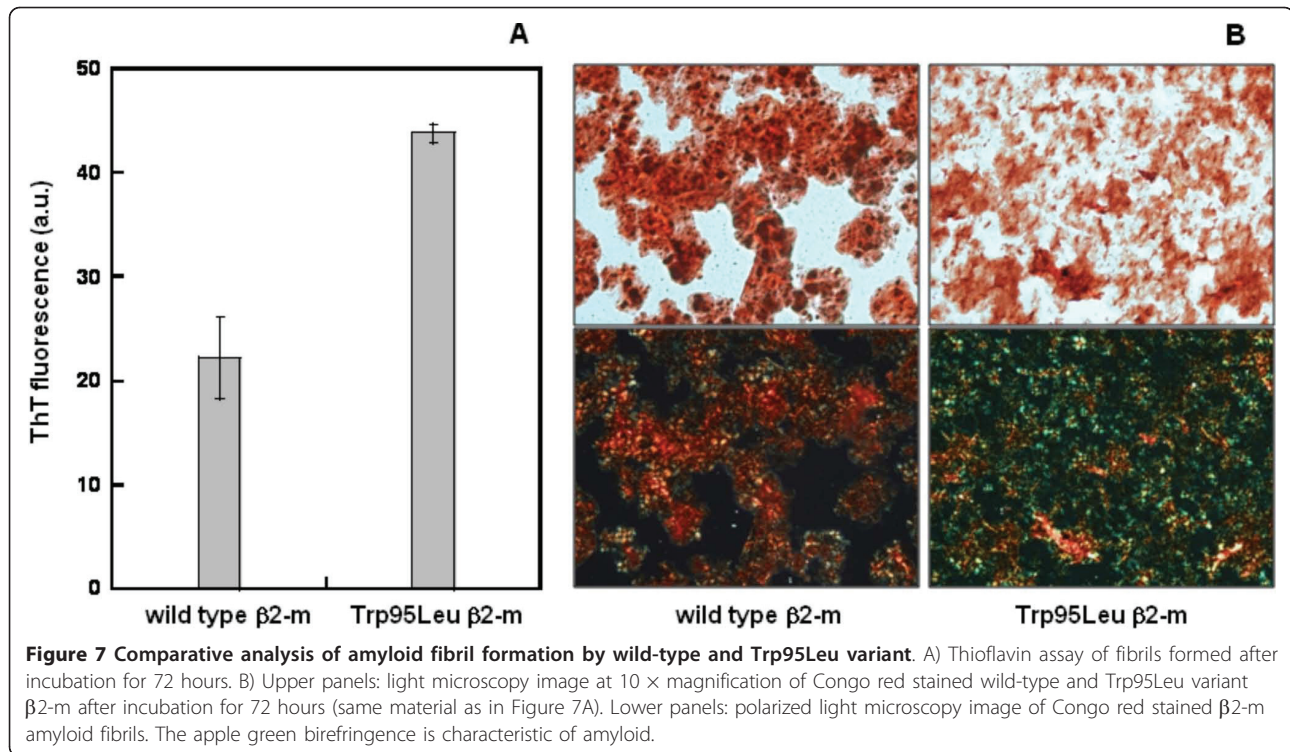 A
B
50
40
30
20
10
0
ThT fluorescence (a.u.)
wild type β2-m
Trp95Leu β2-m
wild type β2-m
Trp95Leu β2-m
Figure 7 Comparative analysis of amyloid fibril formation by wild-type and Trp95Leu variant. A) Thioflavin assay of fibrils formed after
incubation for 72 hours. B) Upper panels: light microscopy image at 10 × magnification of Congo red stained wild-type and Trp95Leu variant
β2-m after incubation for 72 hours (same material as in Figure 7A). Lower panels: polarized light microscopy image of Congo red stained β2-m
amyloid fibrils. The apple green birefringence is characteristic of amyloid.